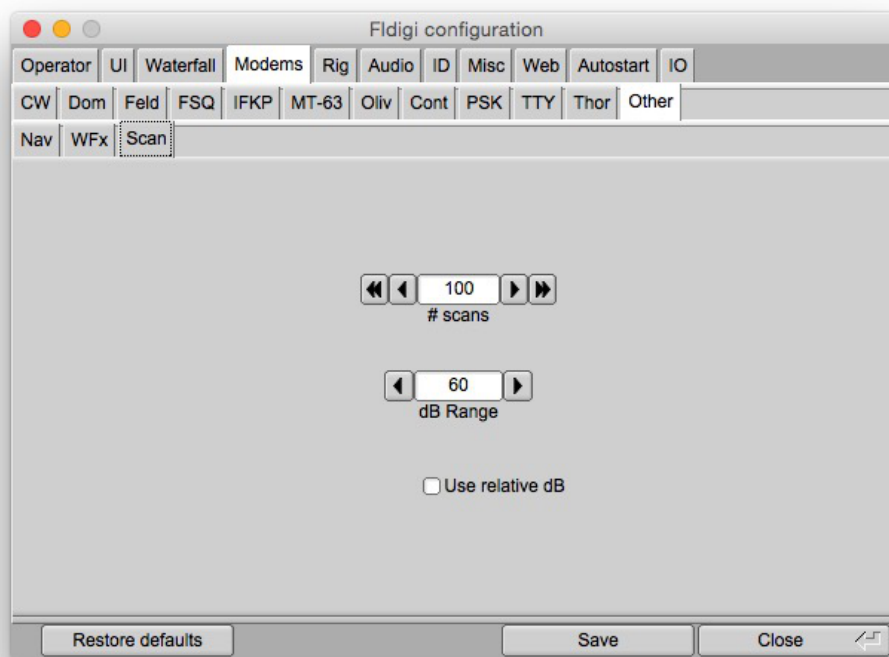 Fldigi configuration
Operator UI Waterfall Modems Rig Audio ID Misc Web Autostart IO
CW Dom Feld FSQ IFKP MT-63 Oliv Cont PSK TTY Thor Other
Nav WFx Scan
100
# scans
60
dB Range
Use relative dB
Restore defaults Save Close